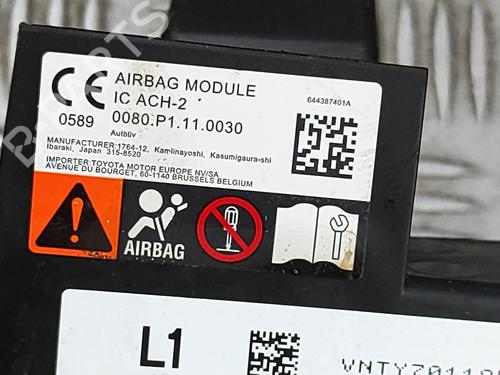 AIRBAG MODULE
IC ACH-2
644387401A
0589
0080.P1.11.0030
Autoliv
MANUFACTURER:1764-12, Kamiinayoshi, Kasumigaura-shi
Ibaraki, Japan 315-8520
IMPORTER:TOYOTA MOTOR EUROPE NV/SA
AVENUE DU BOURGET, 60-1140 BRUSSELS BELGIUM
AIRBAG
L1